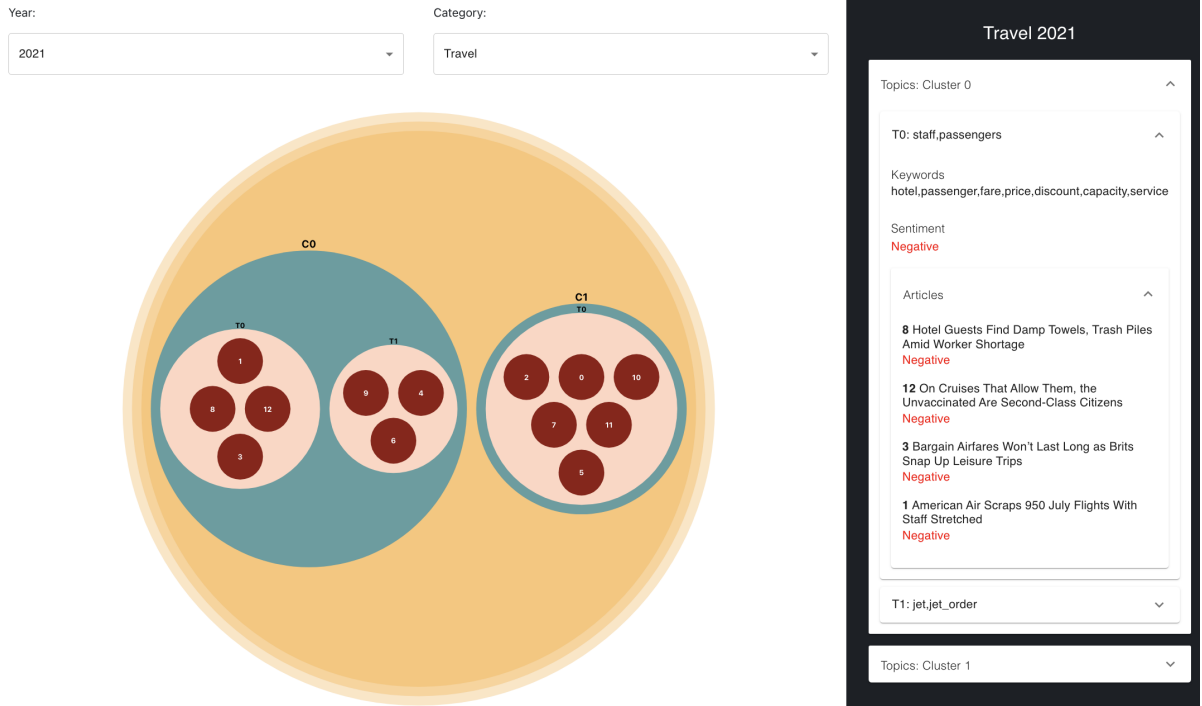 Year:
Category:
2021
Travel
C0
T0
1
8
12
3
T1
9
4
6
C1
T0
2
0
10
7
11
5
Travel 2021
Topics: Cluster 0
T0: staff,passengers
Keywords
hotel,passenger,fare,price,discount,capacity,service
Sentiment
Negative
Articles
8 Hotel Guests Find Damp Towels, Trash Piles
Amid Worker Shortage
Negative
12 On Cruises That Allow Them, the
Unvaccinated Are Second-Class Citizens
Negative
3 Bargain Airfares Won’t Last Long as Brits
Snap Up Leisure Trips
Negative
1 American Air Scraps 950 July Flights With
Staff Stretched
Negative
T1: jet,jet_order
Topics: Cluster 1